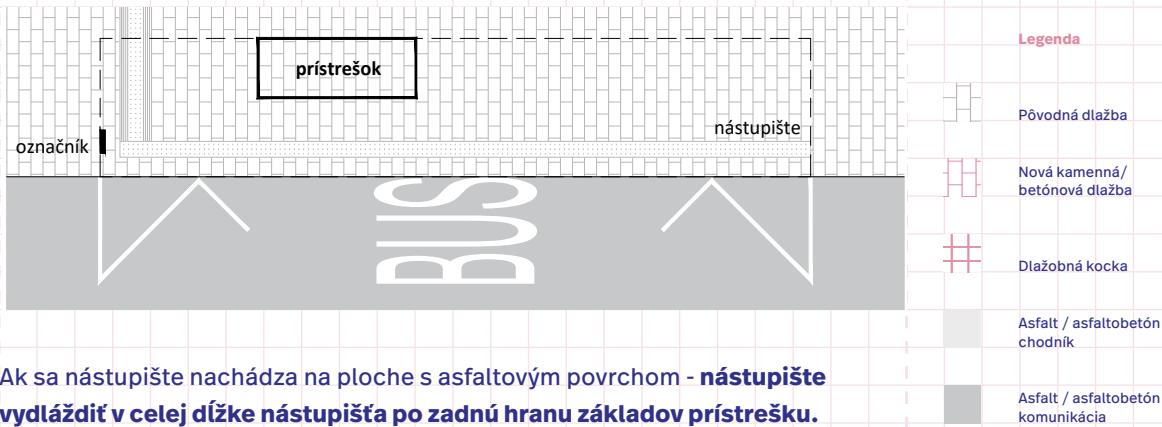 prístrešok
označník
nástupište
BUS
Ak sa nástupište nachádza na ploche s asfaltovým povrchom - nástupište
vydláždiť v celej dĺžke nástupišťa po zadnú hranu základov prístrešku.
Legenda
Pôvodná dlažba
Nová kamenná/
betónová dlažba
Dlažobná kocka
Asfalt / asfaltobetón
chodník
Asfalt / asfaltobetón
komunikácia